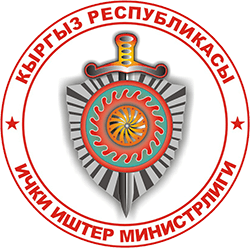 КЫРГЫЗ РЕСПУБЛИКАСЫ
ИЧКИ ИШТЕР МИНИСТРЛИГИ